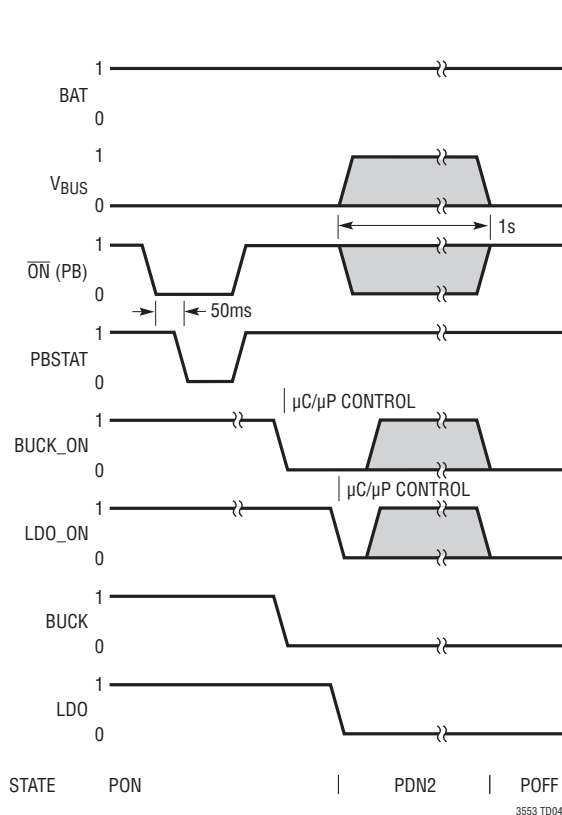 1
BAT
0
1
VBUS
0
1s
1
ON (PB)
0
50ms
1
PBSTAT
0
µC/µP CONTROL
1
BUCK_ON
0
µC/µP CONTROL
1
LDO_ON
0
1
BUCK
0
1
LDO
0
STATE PON PDN2 POFF
3553 TD04